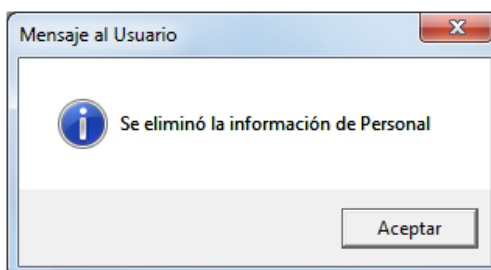 Mensaje al Usuario
Se eliminó la información de Personal
Aceptar